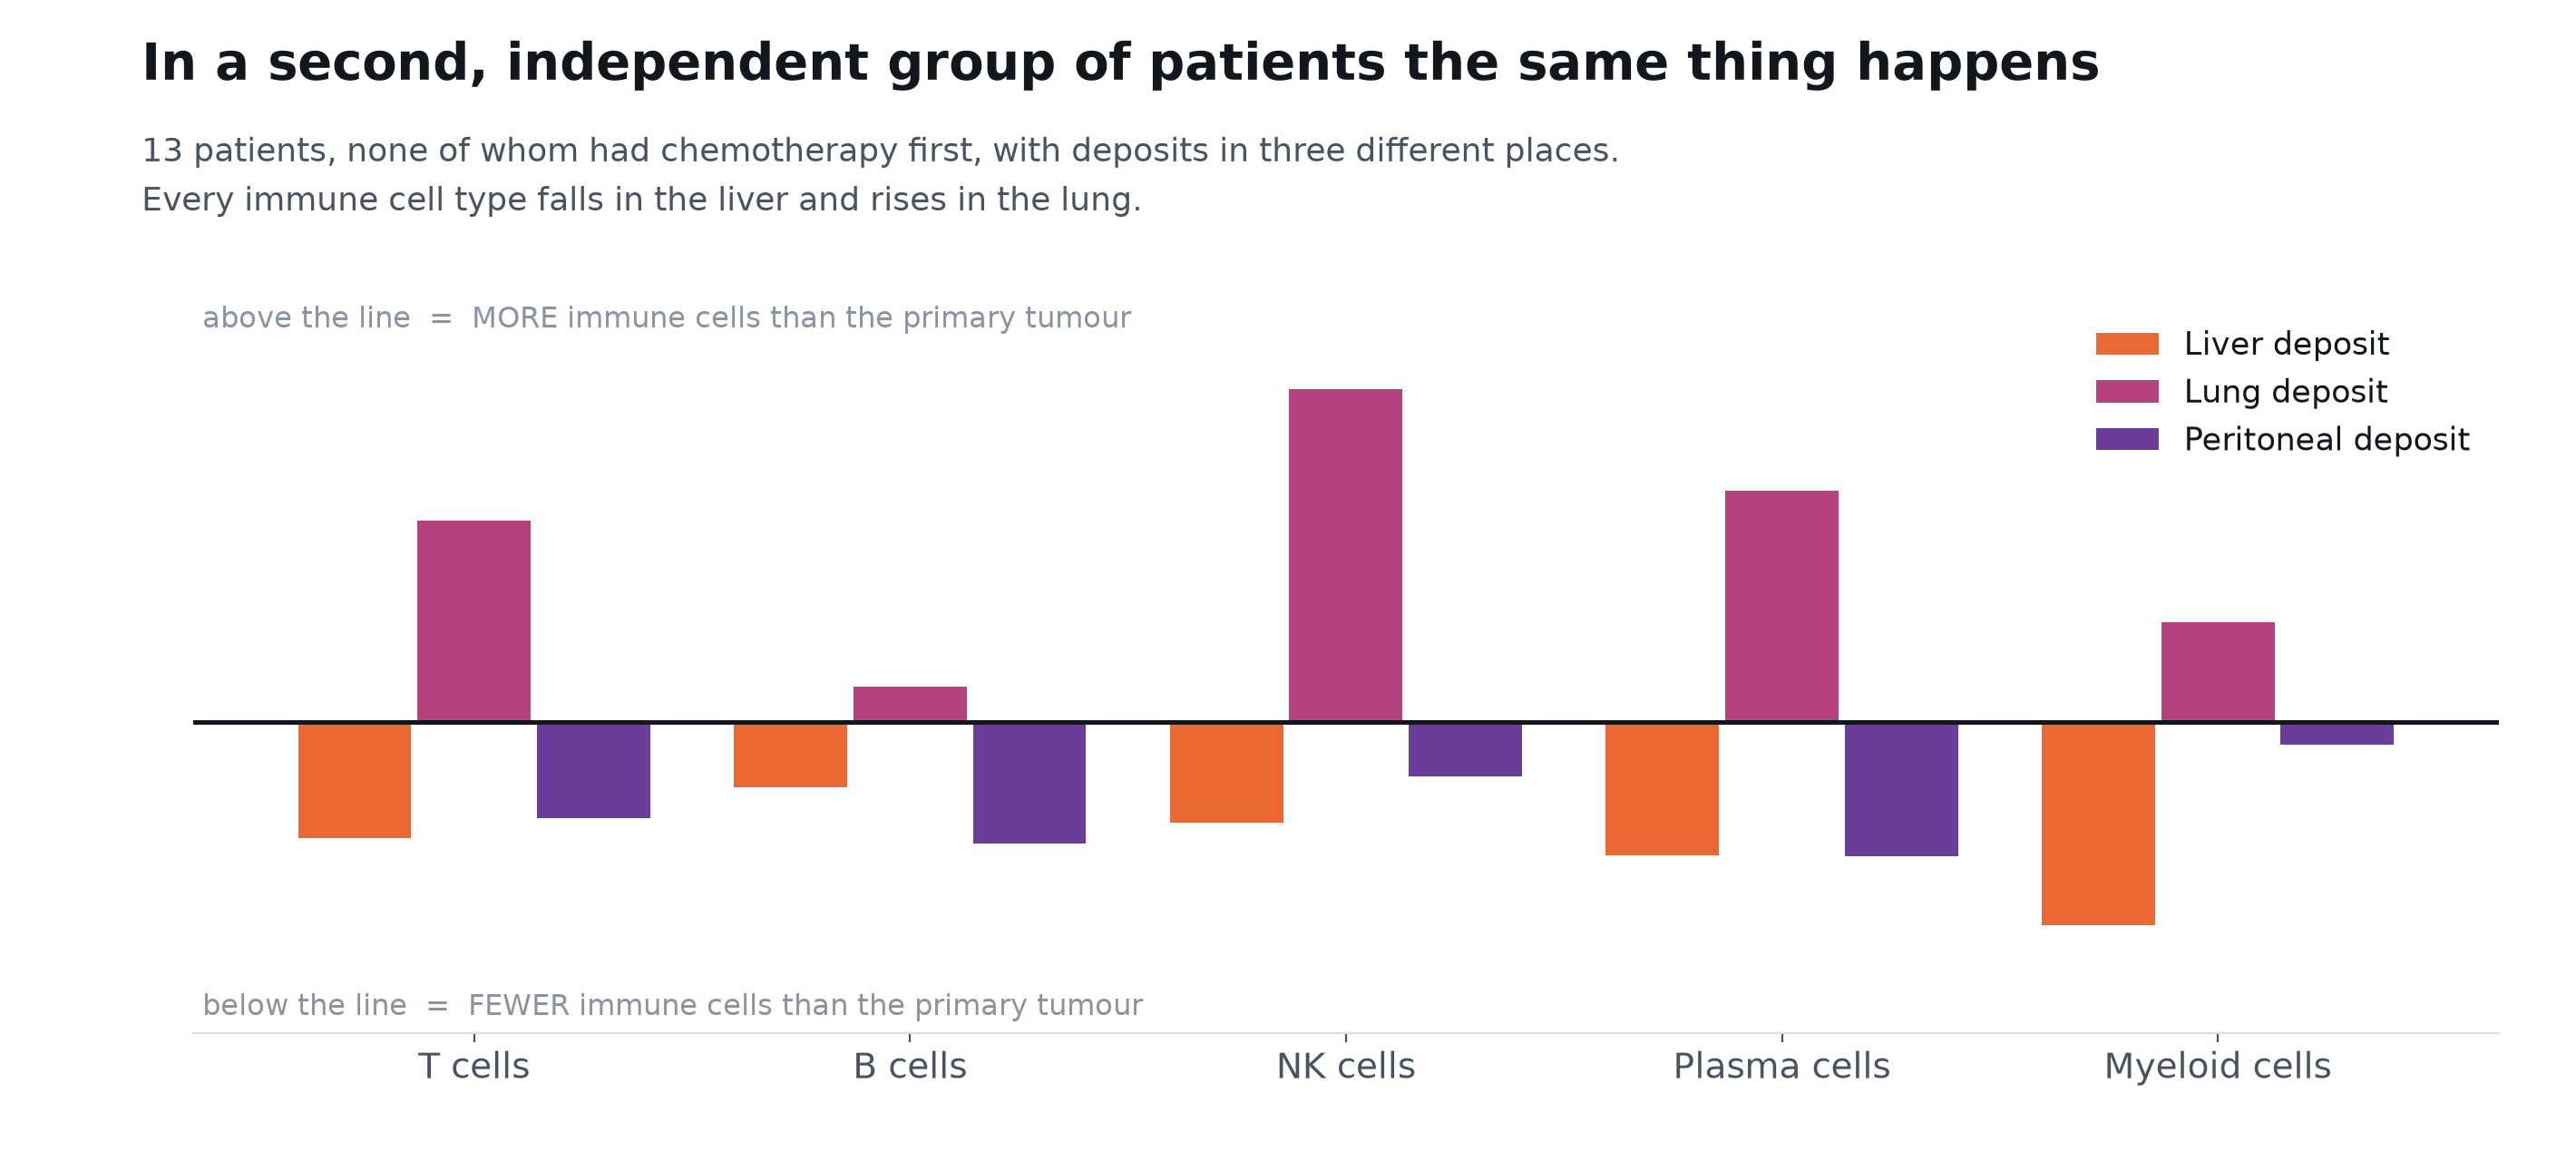 In a second, independent group of patients the same thing happens
13 patients, none of whom had chemotherapy first, with deposits in three different places.
Every immune cell type falls in the liver and rises in the lung.
above the line = MORE immune cells than the primary tumour
Liver deposit
Lung deposit
Peritoneal deposit
below the line = FEWER immune cells than the primary tumour
T cells
B cells
NK cells
Plasma cells
Myeloid cells